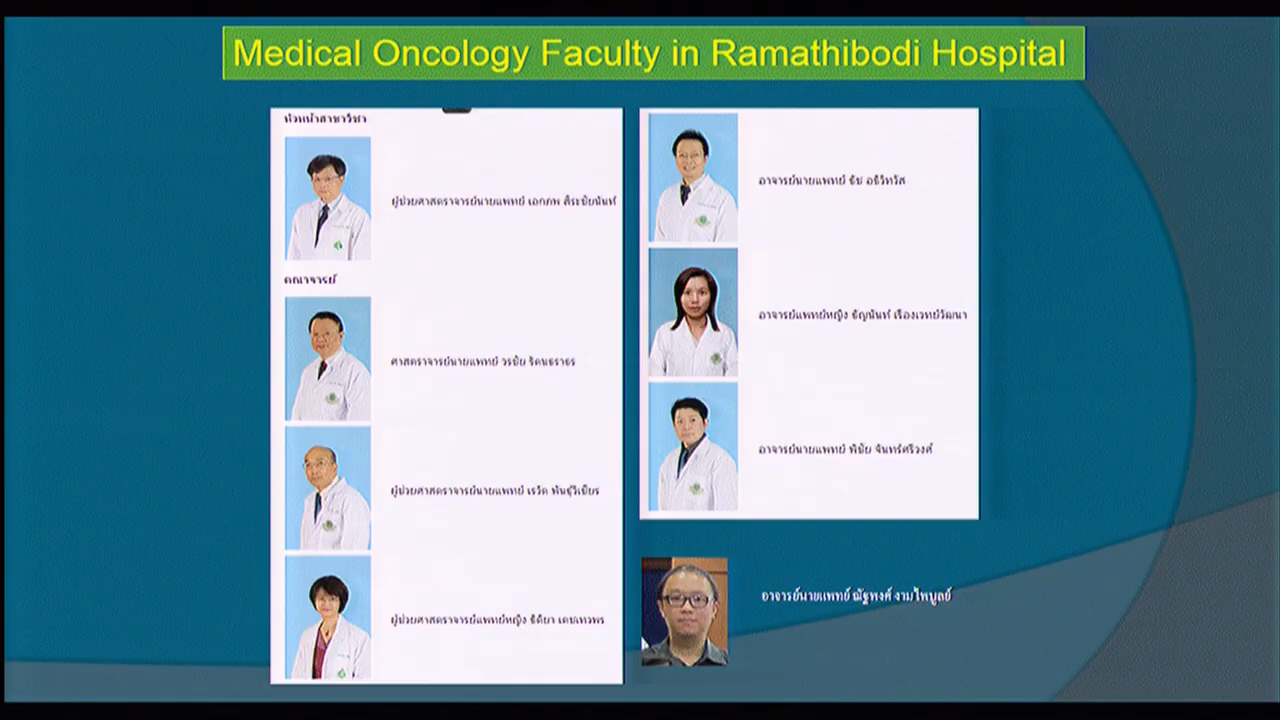 Medical Oncology Faculty in Ramathibodi Hospital
หัวหน้าสาขาวิชา
ผู้ช่วยศาสตราจารย์นายแพทย์ เอกภพ สิระชัยนันท์
คณาจารย์
ศาสตราจารย์นายแพทย์ วรชัย รัตนธราธร
ผู้ช่วยศาสตราจารย์นายแพทย์ เรวัต พันธุ์วิเชียร
ผู้ช่วยศาสตราจารย์แพทย์หญิง ธิติยา เดชเทวพร
อาจารย์นายแพทย์ ธัช อธิวิทวัส
อาจารย์แพทย์หญิง ธัญนันท์ เรืองเวทย์วัฒนา
อาจารย์นายแพทย์ พิชัย จันทร์ศรีวงศ์
อาจารย์นายแพทย์ ณัฐพงศ์ งามไพบูลย์